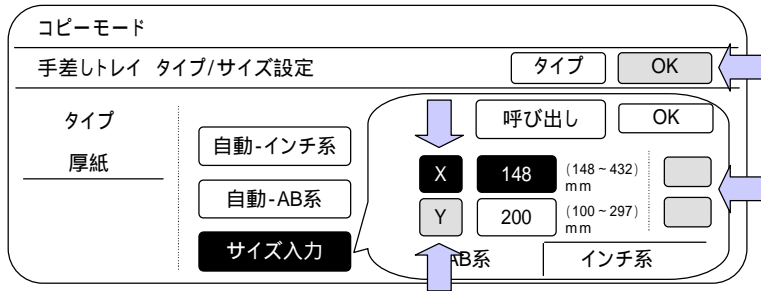 コピーモード
手差しトレイ タイプ/サイズ設定 タイプ OK
タイプ
厚紙
自動-インチ系
自動-AB系
サイズ入力
呼び出し OK
X 148 (148~432) mm
Y 200 (100~297) mm
AB系 インチ系